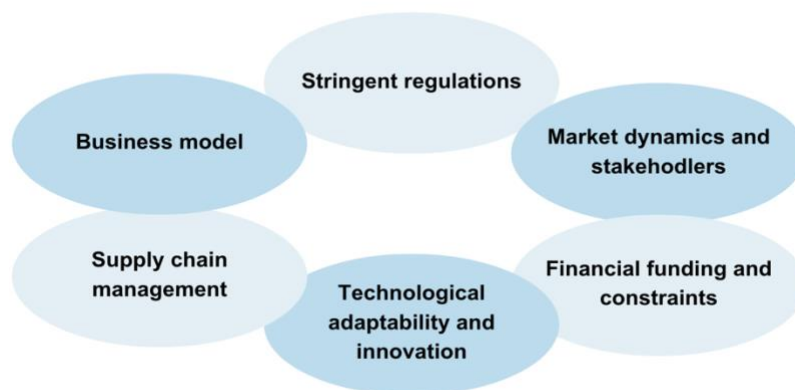 Stringent regulations
Business model
Market dynamics and
stakehodlers
Supply chain
management
Financial funding and
constraints
Technological
adaptability and
innovation